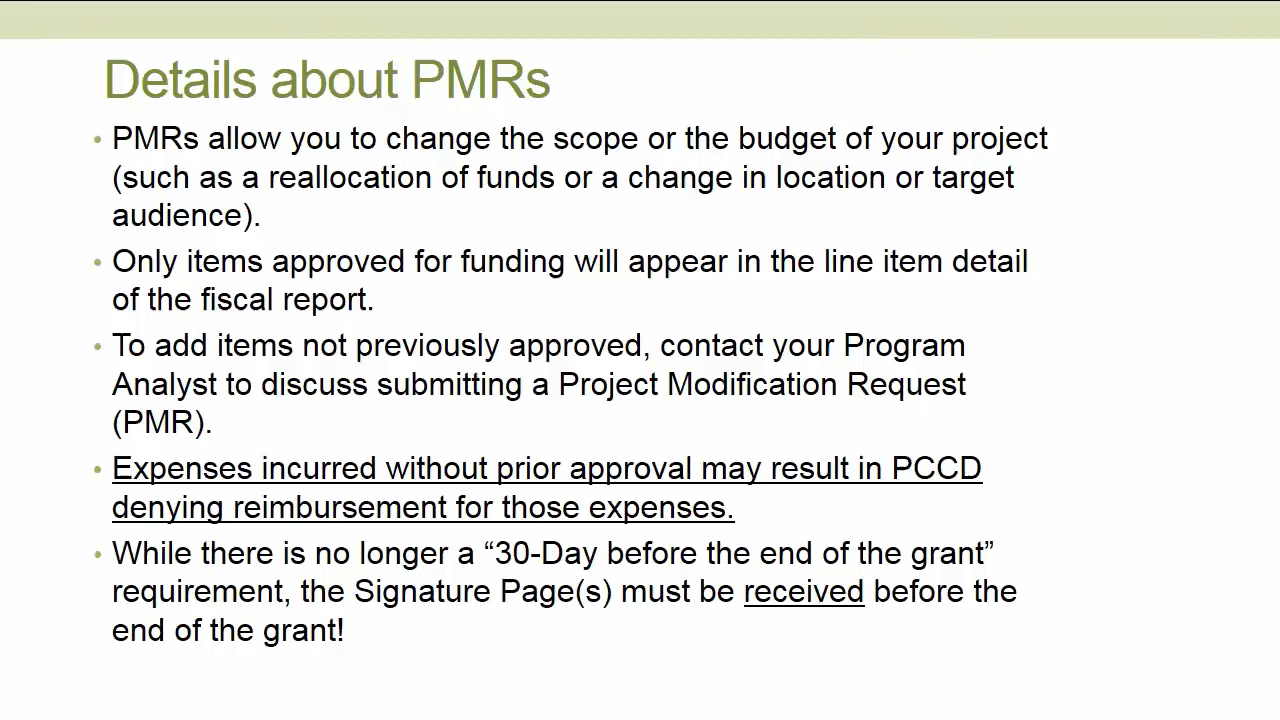 Details about PMRs
• PMRs allow you to change the scope or the budget of your project
(such as a reallocation of funds or a change in location or target
audience).
• Only items approved for funding will appear in the line item detail
of the fiscal report.
• To add items not previously approved, contact your Program
Analyst to discuss submitting a Project Modification Request
(PMR).
• Expenses incurred without prior approval may result in PCCD
denying reimbursement for those expenses.
• While there is no longer a “30-Day before the end of the grant”
requirement, the Signature Page(s) must be received before the
end of the grant!